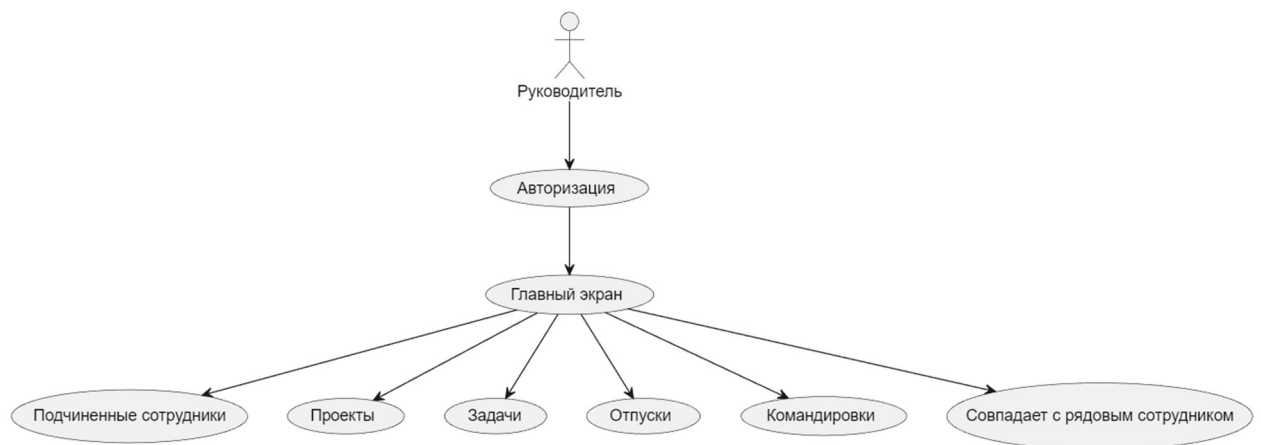 Руководитель
Авторизация
Главный экран
Подчиненные сотрудники
Проекты
Задачи
Отпуски
Командировки
Совпадает с рядовым сотрудником